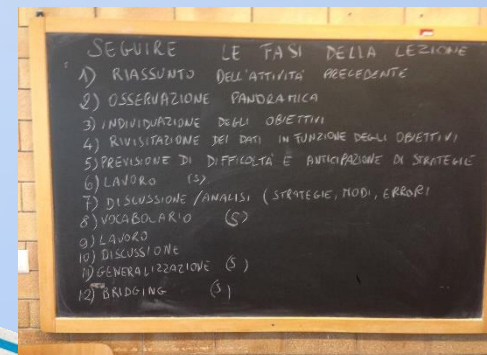 SEGUIRE LE FASI DELLA LEZIONE
1) RIASSUNTO DELL'ATTIVITÀ PRECEDENTE
2) OSSERVAZIONE PANORAMICA
3) INDIVIDUAZIONE DEGLI OBIETTIVI
4) RIVISITAZIONE DEI DATI IN FUNZIONE DEGLI OBIETTIVI
5) PREVISIONE DI DIFFICOLTÀ E ANTICIPAZIONE DI STRATEGIE
6) LAVORO (S)
7) DISCUSSIONE / ANALISI ( STRATEGIE, MODI, ERRORI
8) VOCABOLARIO (S)
9) LAVORO
10) DISCUSSIONE
11) GENERALIZZAZIONE (S)
12) BRIDGING (S)